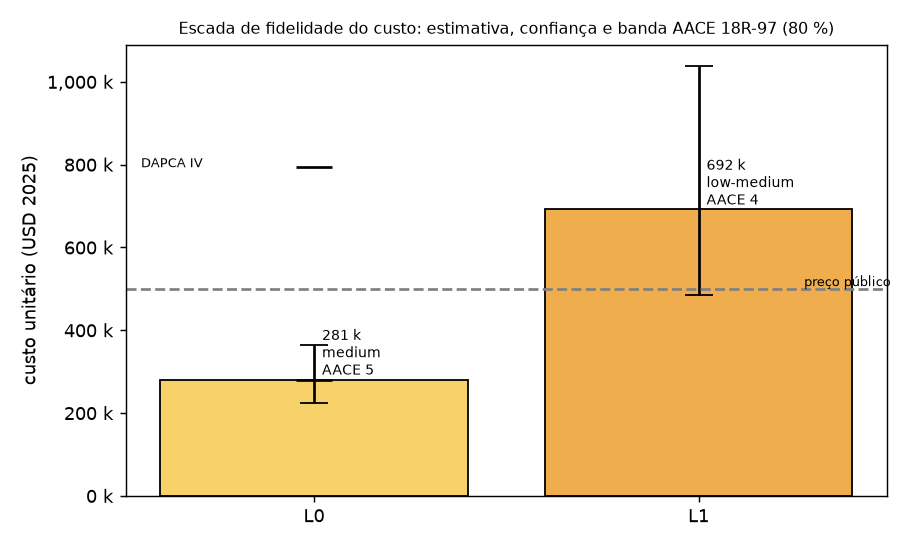 Escada de fidelidade do custo: estimativa, confiança e banda AACE 18R-97 (80 %)
custo unitário (USD 2025)
1,000 k
800 k
600 k
400 k
200 k
0 k
DAPCA IV
281 k
medium
AACE 5
692 k
low-medium
AACE 4
preço público
L0
L1